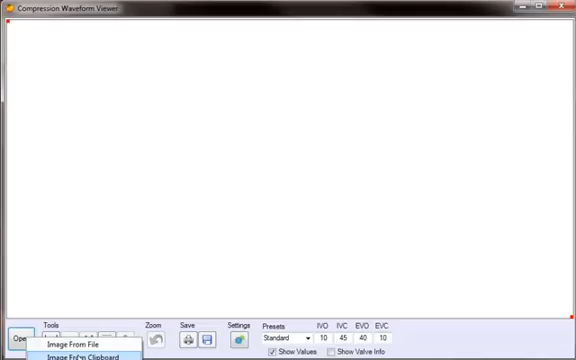 Compression Waveform Viewer
Tools Zoom Save Settings Presets IVO IVC EVO EVC
Ope Standard 10 45 40 10
Image From File
Image From Clipboard
Show Values Show Valve Info